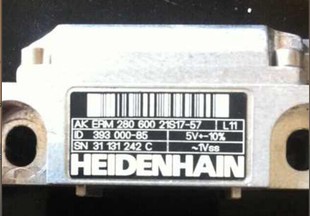 AK ERM 280 600 21S17-57 L11
ID 393 000-85 5V+-10%
SN 31 131 242 C ~1Vss
HEIDENHAIN